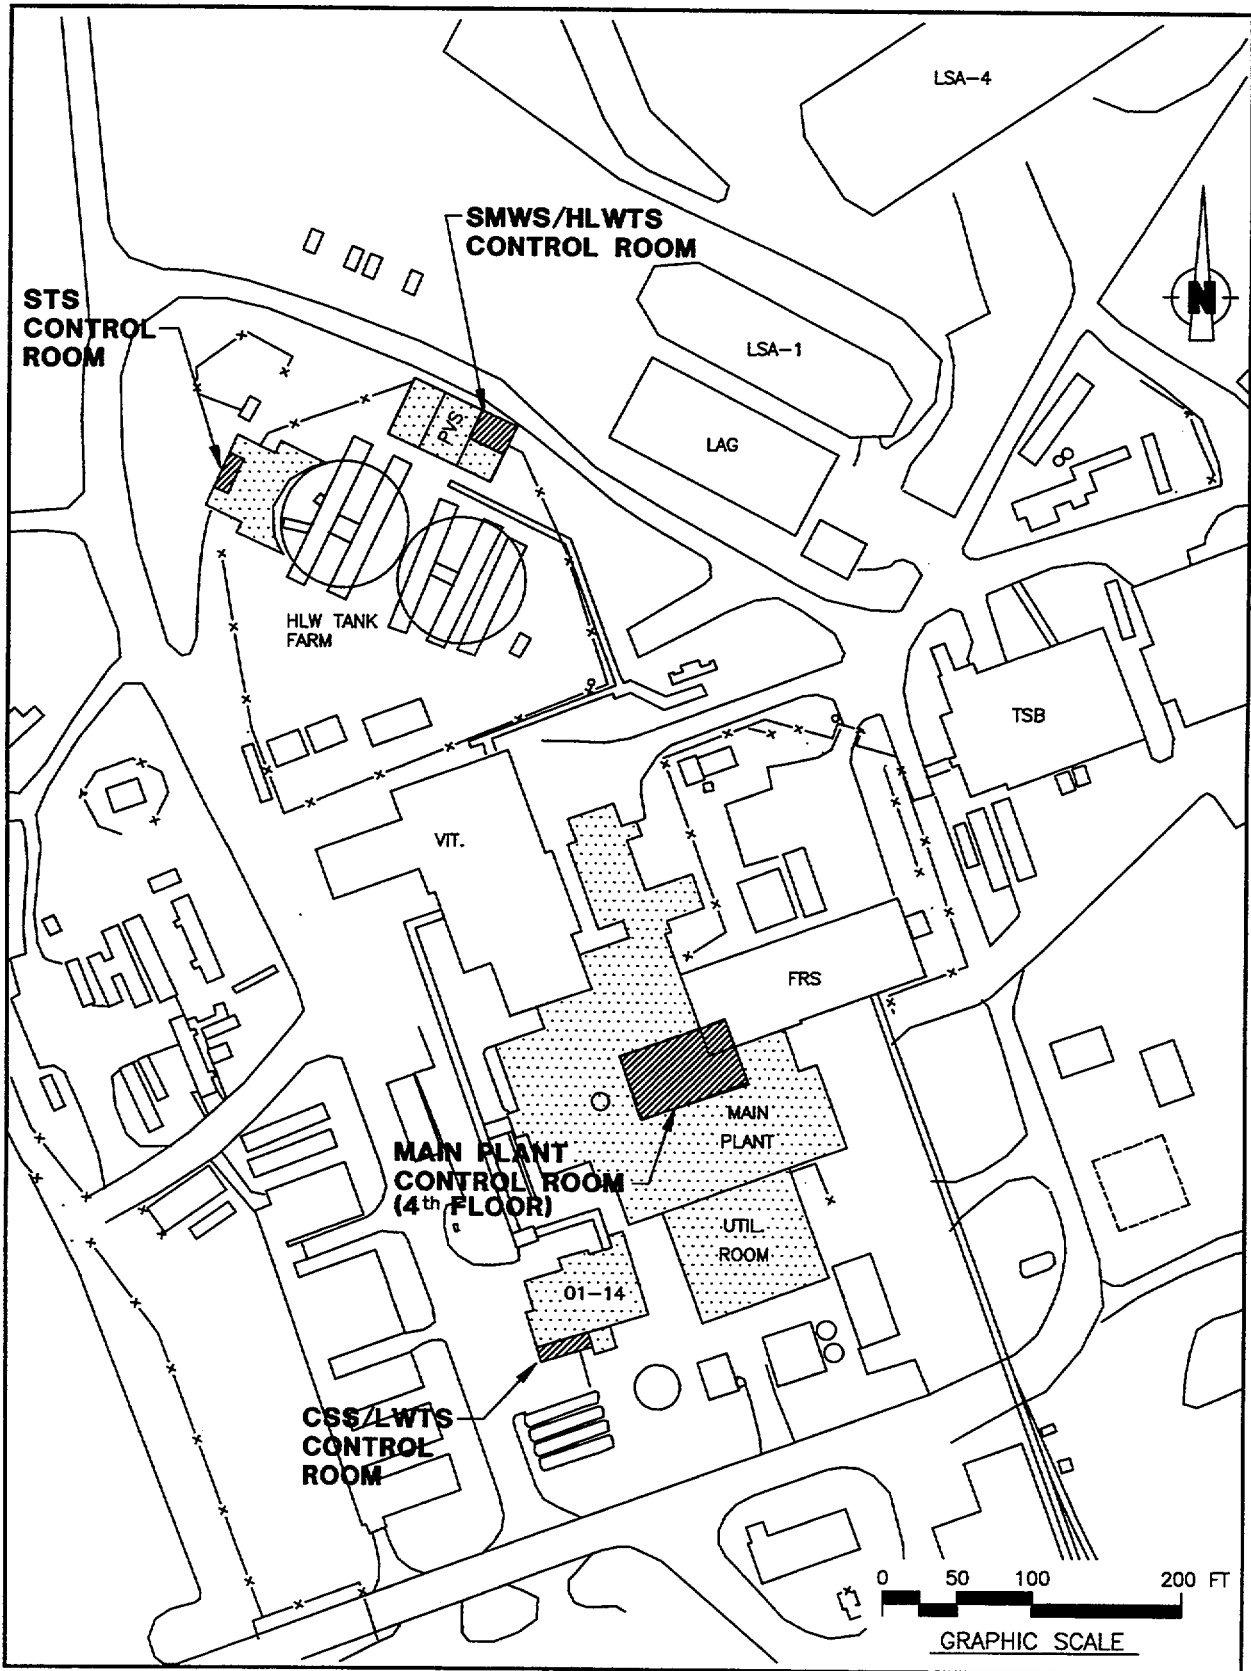 LSA-4
SMWS/HLWTS
CONTROL ROOM
N
STS
CONTROL
ROOM
LSA-1
PVS
LAG
HLW TANK
FARM
TSB
VIT.
FRS
MAIN
PLANT
MAIN PLANT
CONTROL ROOM
(4th FLOOR)
UTIL.
ROOM
01-14
CSS/LWTS
CONTROL
ROOM
0 50 100 200 FT
GRAPHIC SCALE